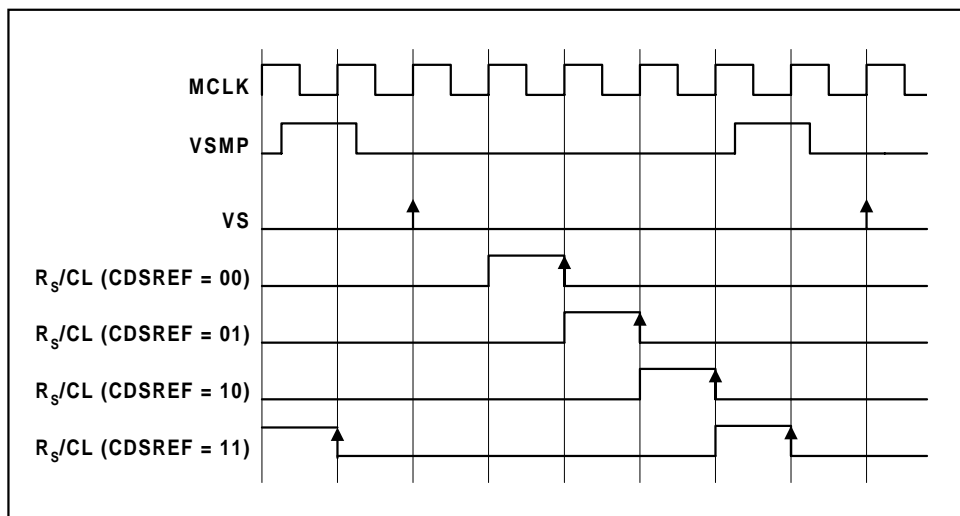 MCLK
VSMP
VS
RS/CL (CDSREF = 00)
RS/CL (CDSREF = 01)
RS/CL (CDSREF = 10)
RS/CL (CDSREF = 11)